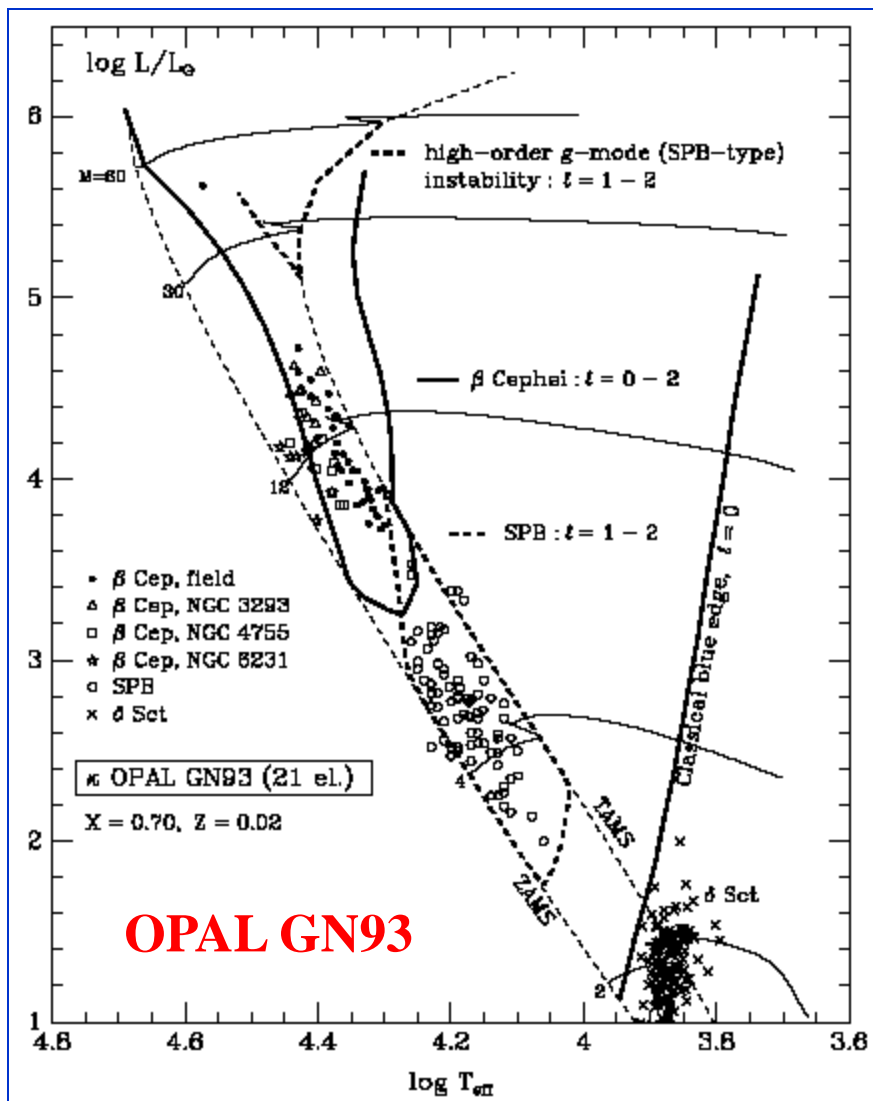 log L/L⊙
6
5
4
3
2
1
M=60
30
12
4
2
high-order g-mode (SPB-type)
instability : ℓ = 1 - 2
β Cephei : ℓ = 0 - 2
SPB : ℓ = 1 - 2
β Cep, field
β Cep, NGC 3293
β Cep, NGC 4755
β Cep, NGC 6231
SPB
δ Sct
κ OPAL GN93 (21 el.)
X = 0.70, Z = 0.02
Classical blue edge, ℓ=0
TAMS
ZAMS
δ Sct
OPAL GN93
4.8 4.6 4.4 4.2 4 3.8 3.6
log Teff